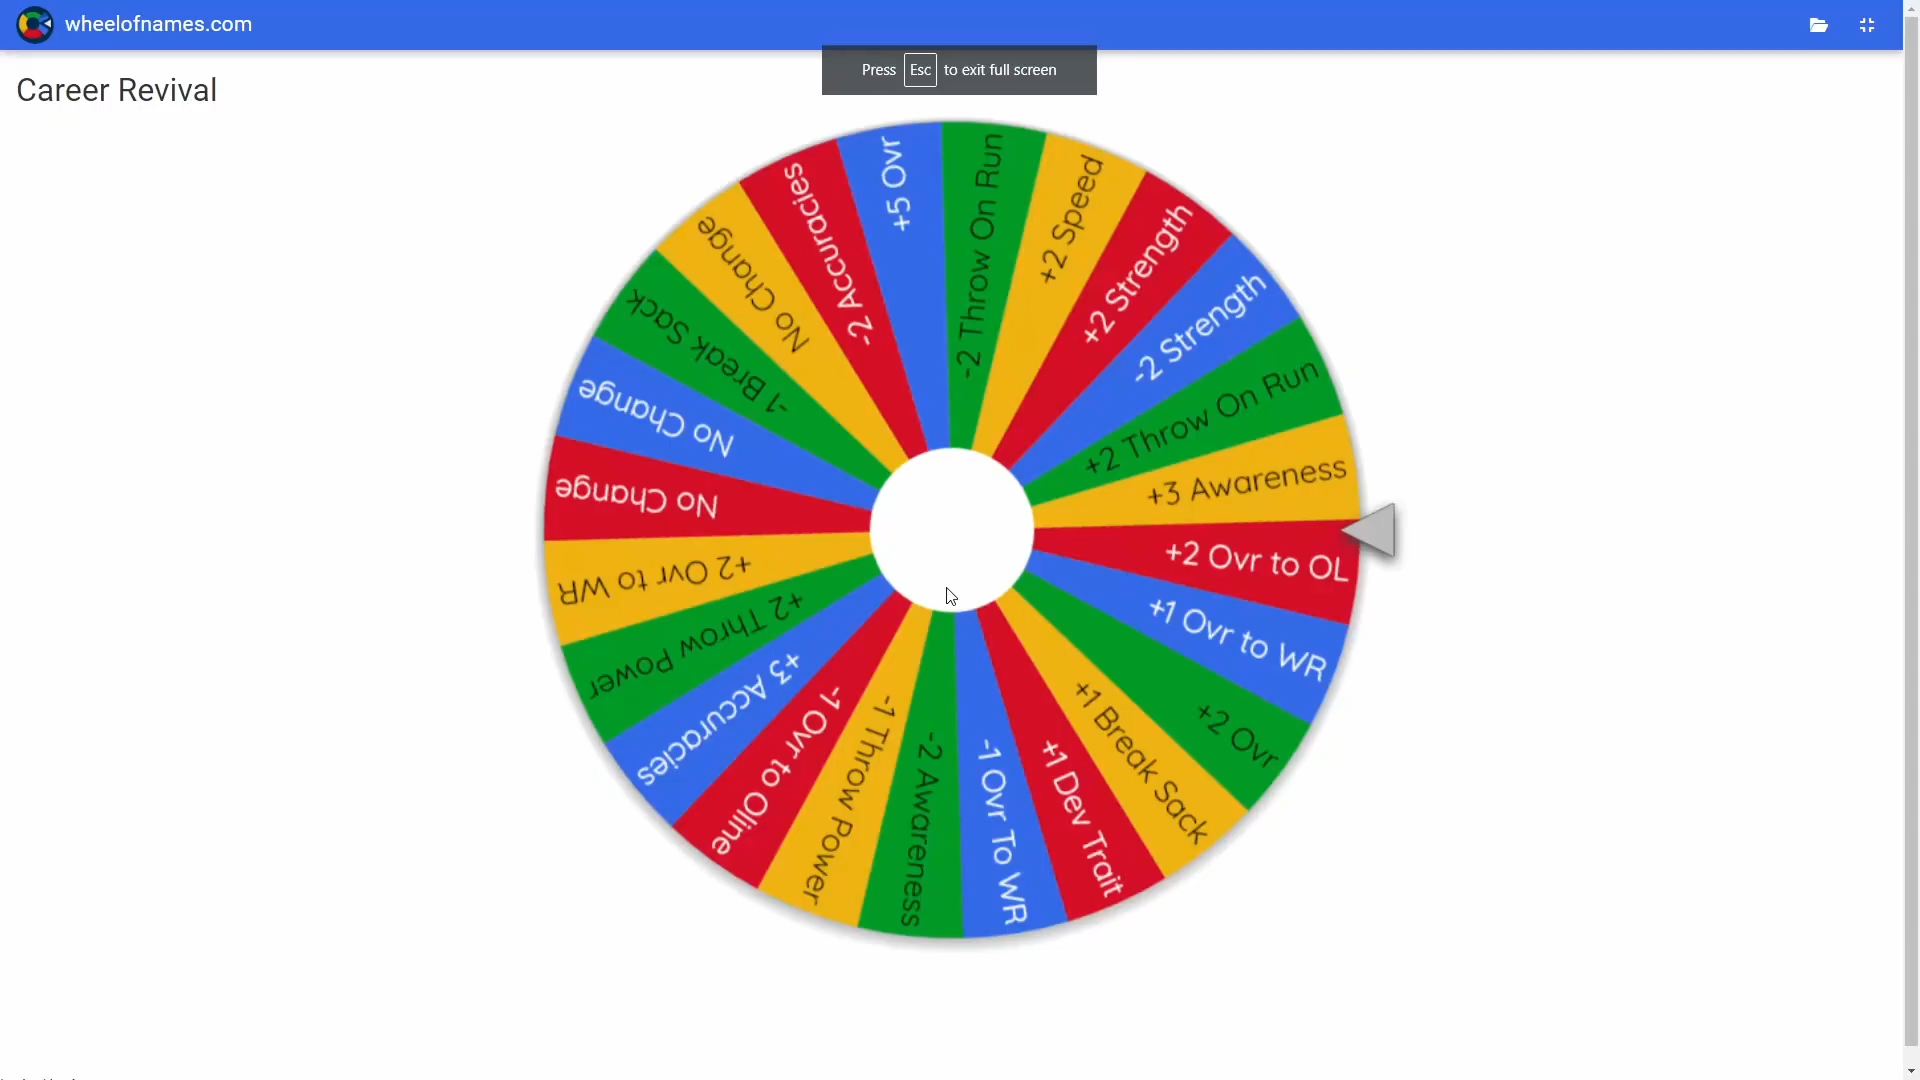 wheelofnames.com
Press Esc to exit full screen
Career Revival
+5 Ovr
-2 Throw On Run
+2 Speed
+2 Strength
-2 Strength
+2 Throw On Run
+3 Awareness
+2 Ovr to OL
+1 Ovr to WR
+2 Ovr
+1 Break Sack
+1 Dev Trait
-1 Ovr To WR
-2 Awareness
-1 Throw Power
-1 Ovr to Oline
+3 Accuracies
+2 Throw Power
+2 Ovr to WR
No Change
No Change
-1 Break Sack
No Change
-2 Accuracies